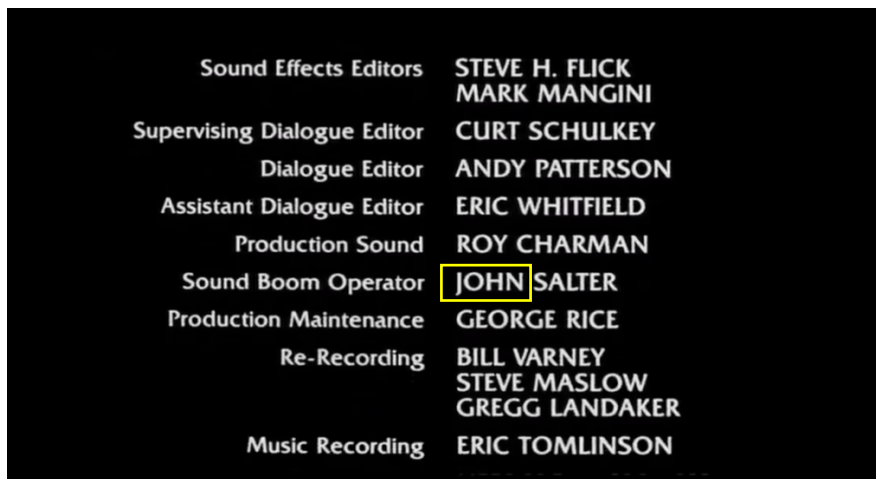 Sound Effects Editors STEVE H. FLICK
MARK MANGINI
Supervising Dialogue Editor CURT SCHULKEY
Dialogue Editor ANDY PATTERSON
Assistant Dialogue Editor ERIC WHITFIELD
Production Sound ROY CHARMAN
Sound Boom Operator JOHN SALTER
Production Maintenance GEORGE RICE
Re-Recording BILL VARNEY
STEVE MASLOW
GREGG LANDAKER
Music Recording ERIC TOMLINSON